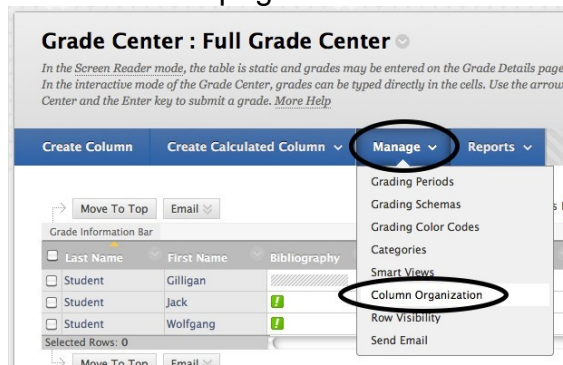 Grade Center : Full Grade Center
In the Screen Reader mode, the table is static and grades may be entered on the Grade Details page
In the interactive mode of the Grade Center, grades can be typed directly in the cells. Use the arrow
Center and the Enter key to submit a grade. More Help
Create Column Create Calculated Column Manage Reports
Grading Periods
Move To Top Email Grading Schemas
Grade Information Bar Grading Color Codes
Last Name First Name Bibliography Categories
Smart Views
Student Gilligan
Student Jack ! Column Organization
Student Wolfgang ! Row Visibility
Selected Rows: 0 Send Email
Move To Top Email